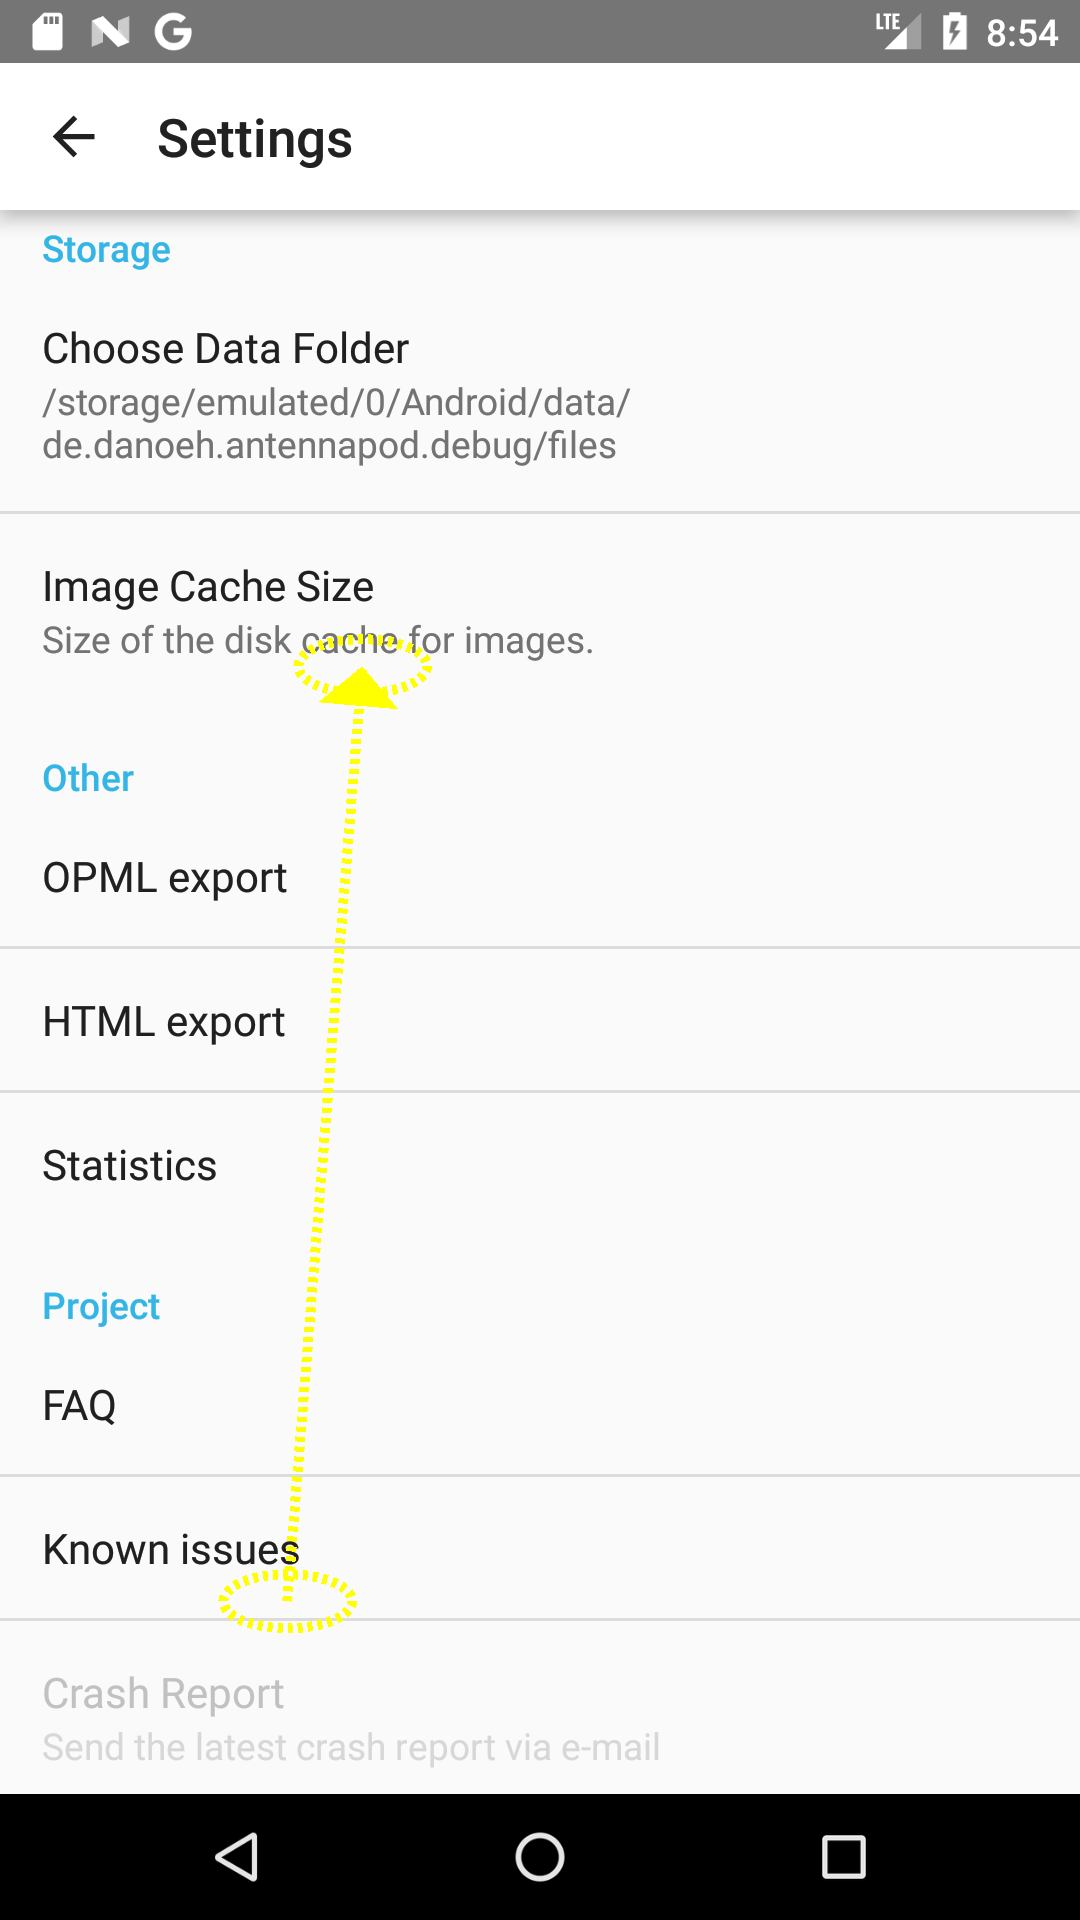 LTE 8:54
Settings
Storage
Choose Data Folder
/storage/emulated/0/Android/data/
de.danoeh.antennapod.debug/files
Image Cache Size
Size of the disk cache for images.
Other
OPML export
HTML export
Statistics
Project
FAQ
Known issues
Crash Report
Send the latest crash report via e-mail